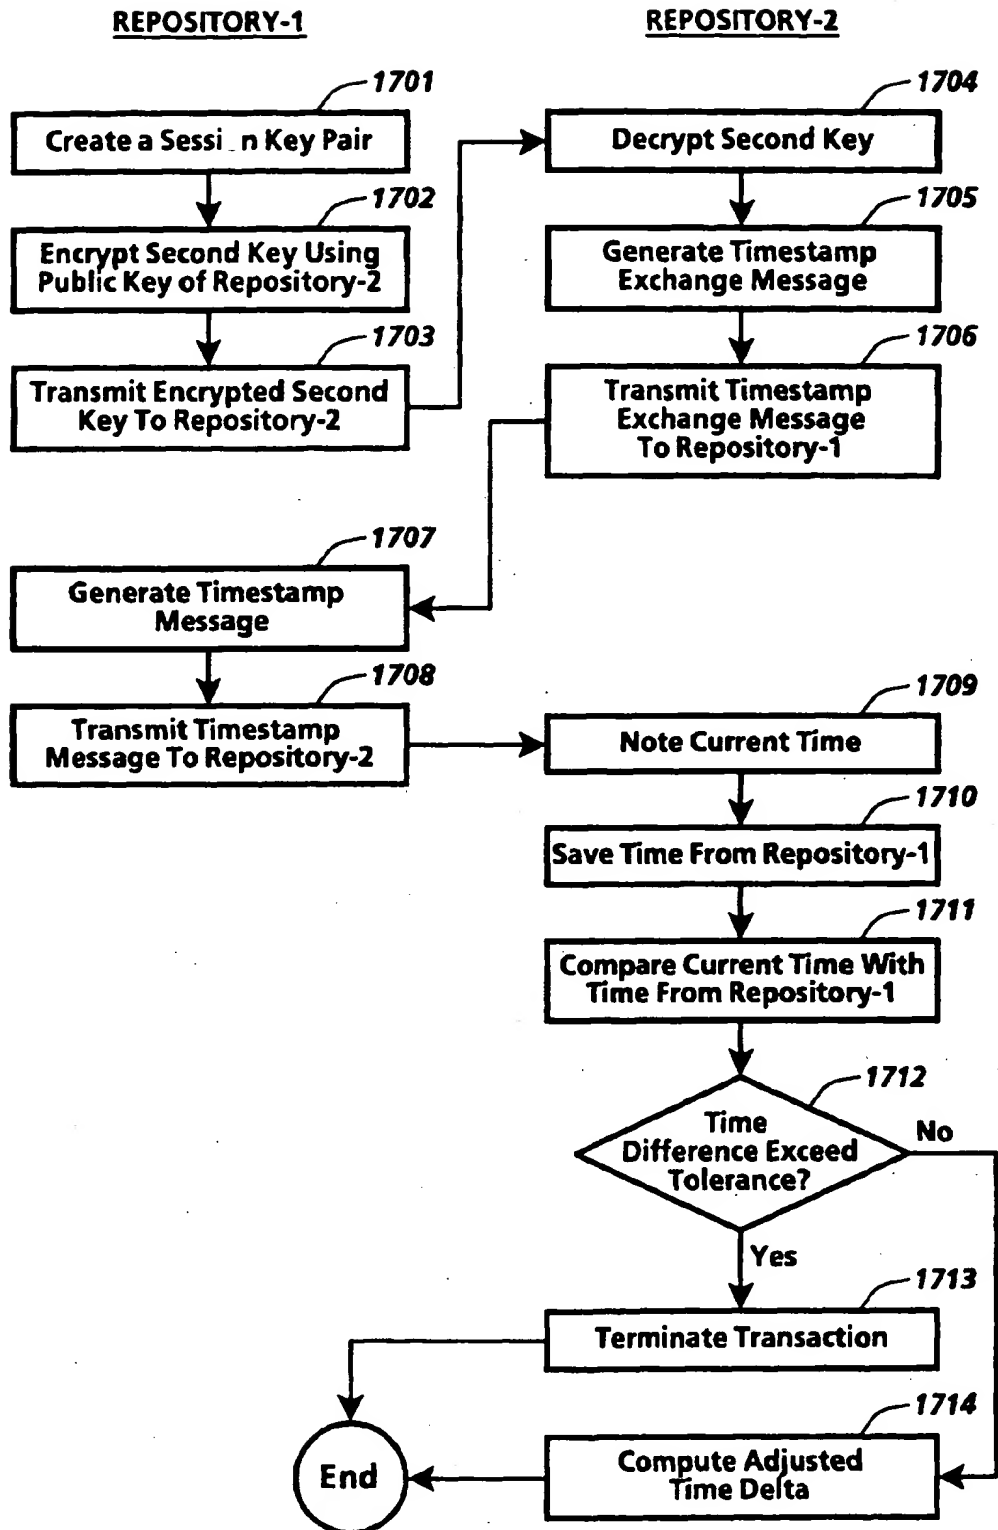 REPOSITORY-1
REPOSITORY-2
1701
Create a Sessi_n Key Pair
1702
Encrypt Second Key Using
Public Key of Repository-2
1703
Transmit Encrypted Second
Key To Repository-2
1704
Decrypt Second Key
1705
Generate Timestamp
Exchange Message
1706
Transmit Timestamp
Exchange Message
To Repository-1
1707
Generate Timestamp
Message
1708
Transmit Timestamp
Message To Repository-2
1709
Note Current Time
1710
Save Time From Repository-1
1711
Compare Current Time With
Time From Repository-1
1712
Time
Difference Exceed
Tolerance?
No
Yes
1713
Terminate Transaction
1714
Compute Adjusted
Time Delta
End